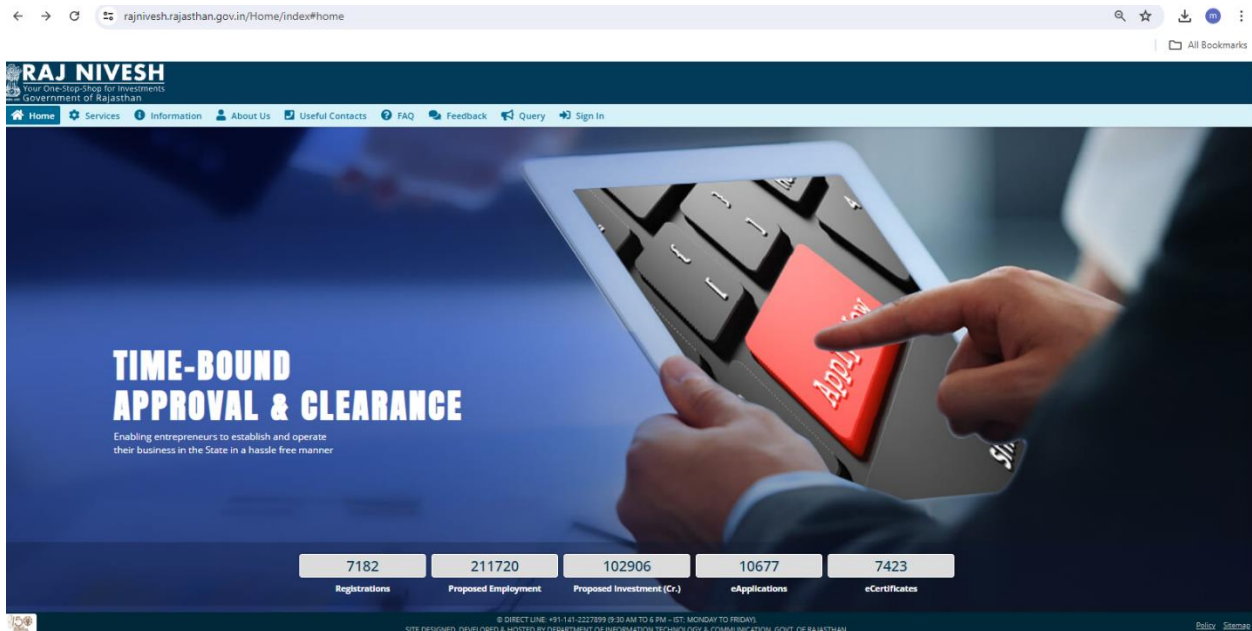 rajnivesh.rajasthan.gov.in/Home/index#home
m
All Bookmarks
RAJ NIVESH
Your One-Stop-Shop for Investments
Government of Rajasthan
Home Services Information About Us Useful Contacts FAQ Feedback Query Sign In
Apply Now
TIME-BOUND
APPROVAL & CLEARANCE
Enabling entrepreneurs to establish and operate
their business in the State in a hassle free manner
7182 211720 102906 10677 7423
Registrations Proposed Employment Proposed Investment (Cr.) eApplications eCertificates
© DIRECT LINE: +91-141-2227899 (9:30 AM TO 6 PM – IST: MONDAY TO FRIDAY).
SITE DESIGNED, DEVELOPED & HOSTED BY DEPARTMENT OF INFORMATION TECHNOLOGY & COMMUNICATION, GOVT. OF RAJASTHAN
Policy Sitemap